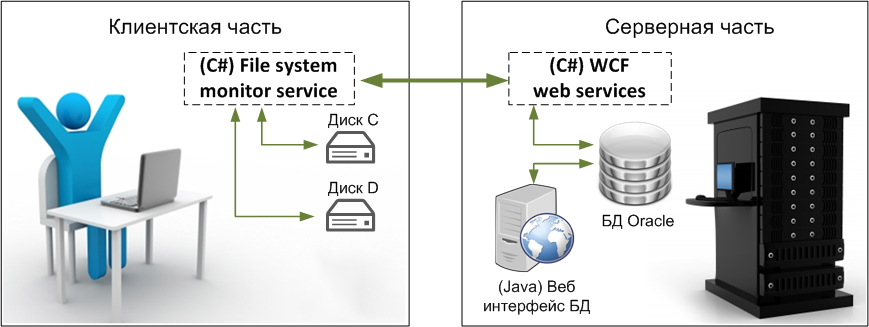 Клиентская часть
(C#) File system
monitor service
Диск C
Диск D
Серверная часть
(C#) WCF
web services
БД Oracle
(Java) Веб
интерфейс БД